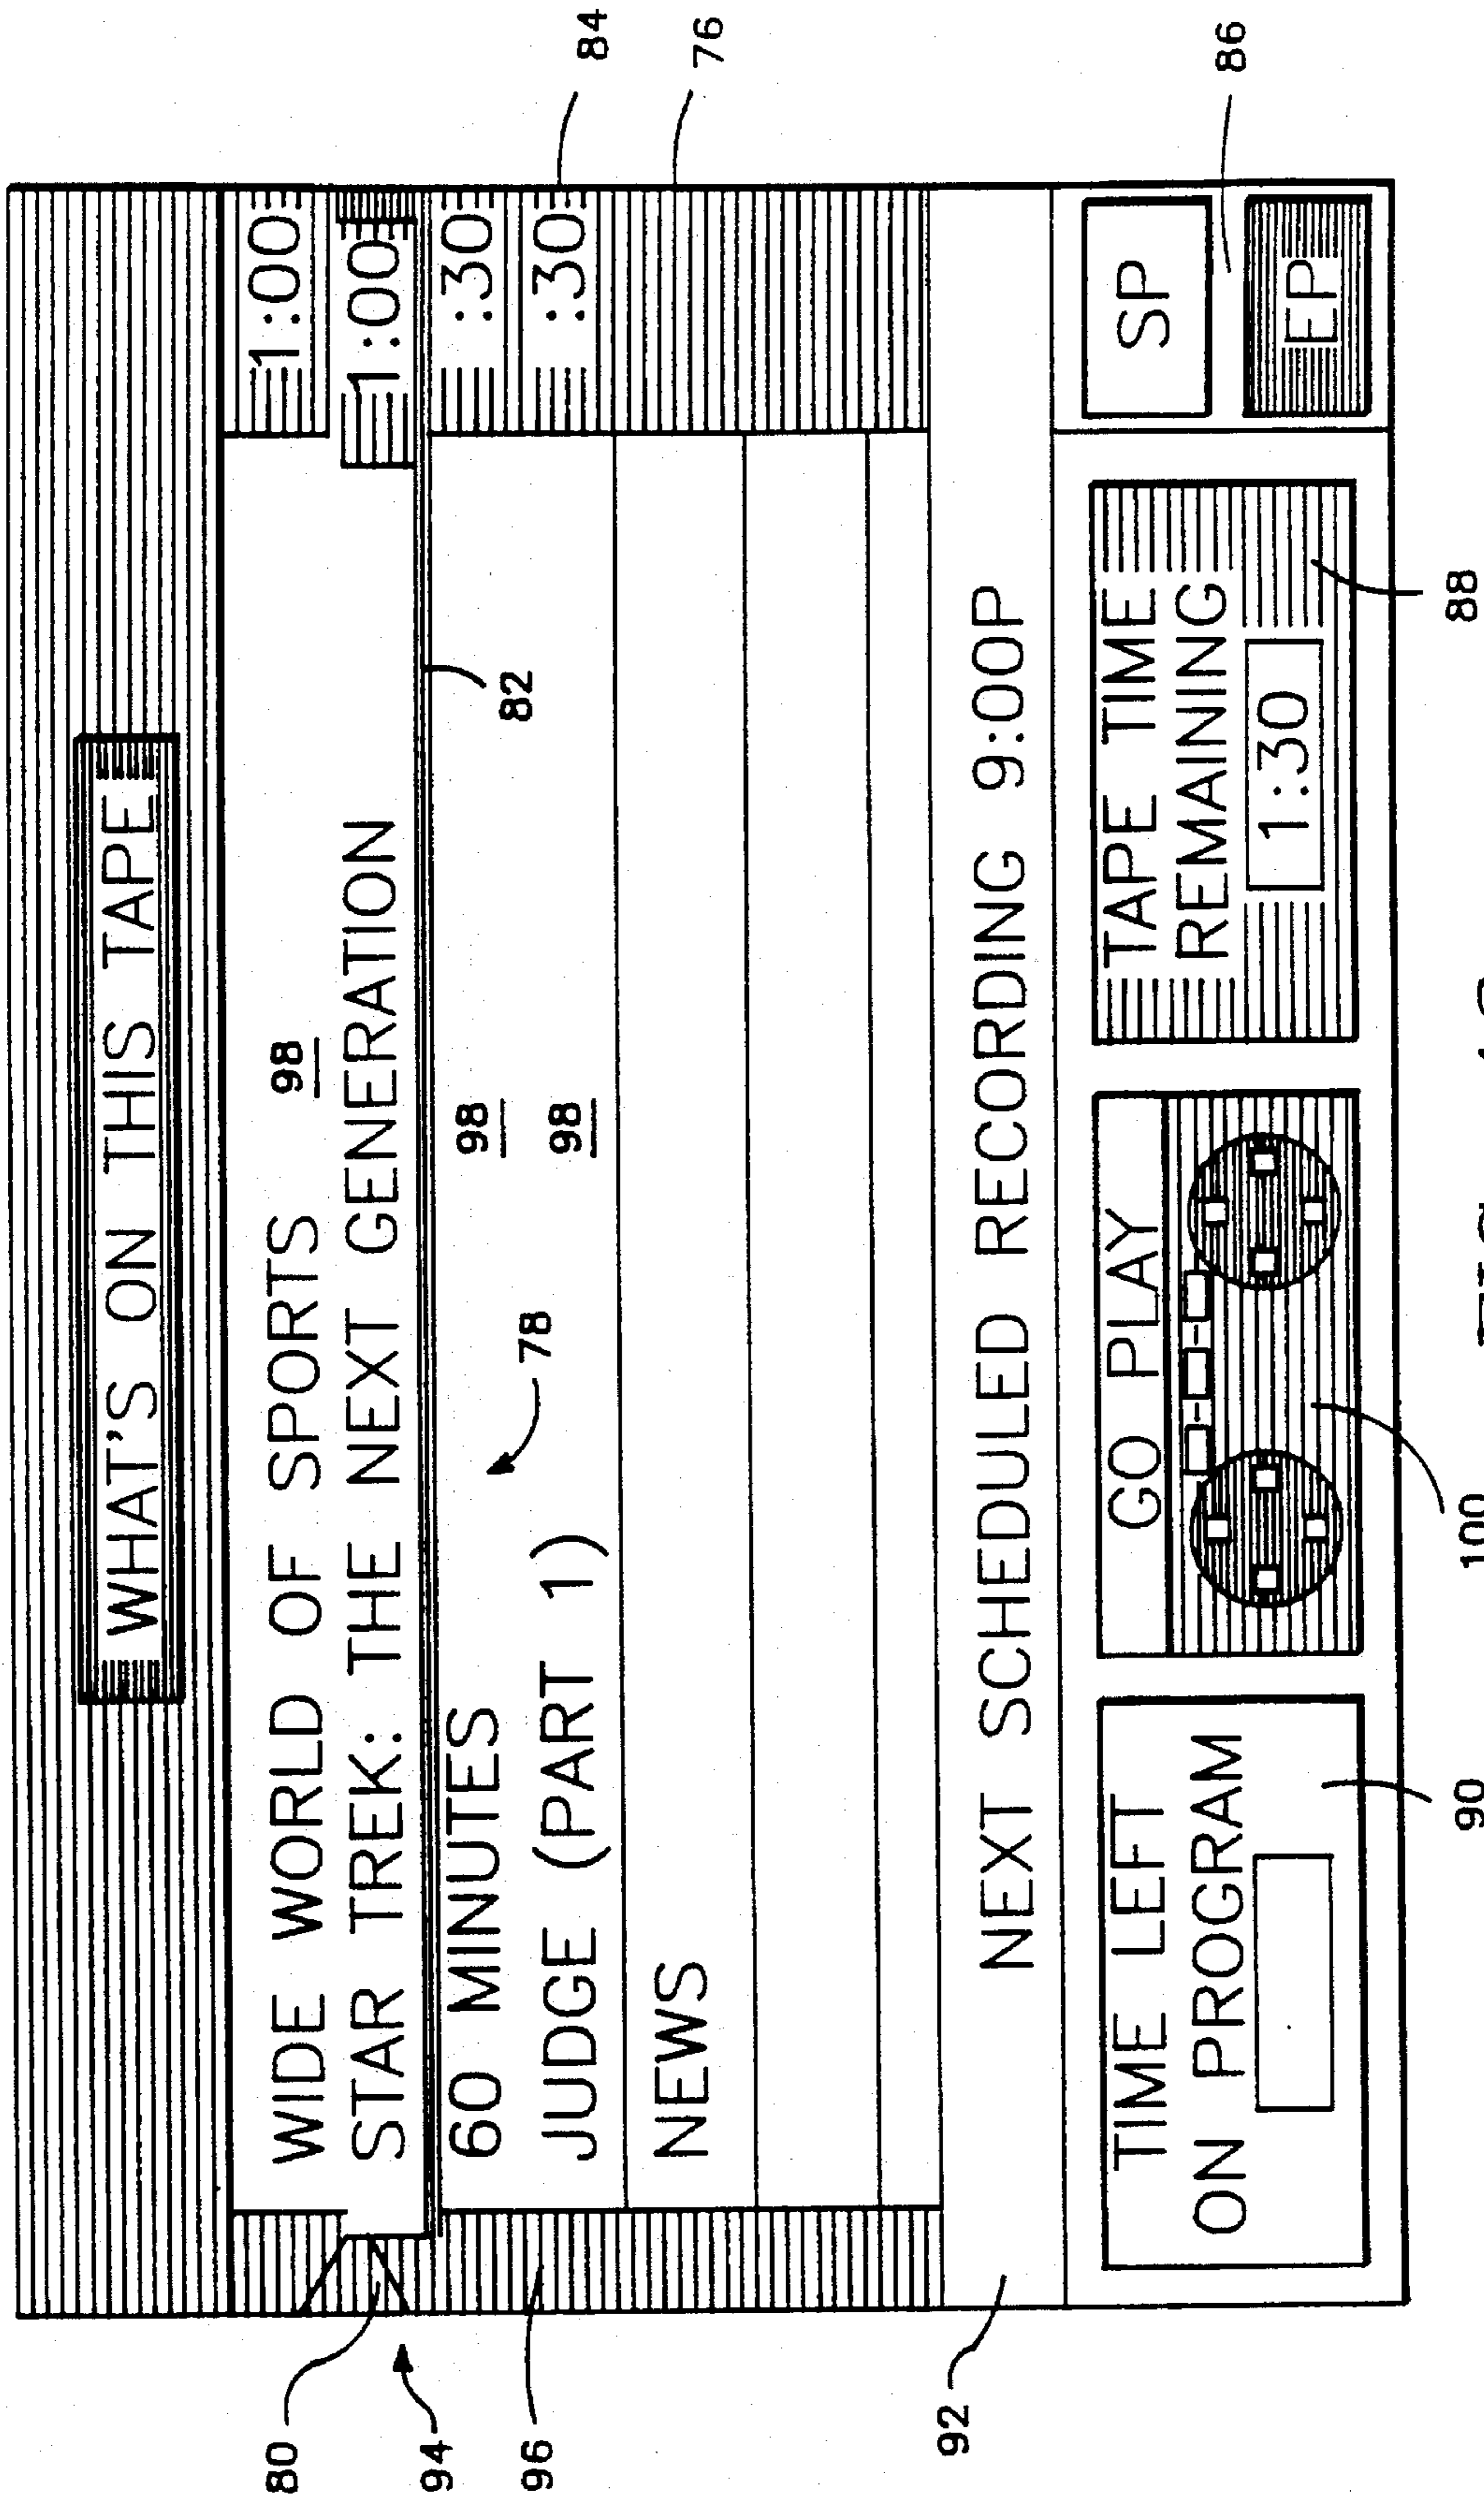 WHAT'S ON THIS TAPE
84
76
WIDE WORLD OF SPORTS 98 1:00
STAR TREK: THE NEXT GENERATION 1:00
80
94
82
60 MINUTES 98 :30
JUDGE (PART 1) 98 :30
78
96
NEWS
NEXT SCHEDULED RECORDING 9:00P
92
TIME LEFT
ON PROGRAM
GO PLAY
TAPE TIME
REMAINING
1:30
SP
86
EP
90
100
88